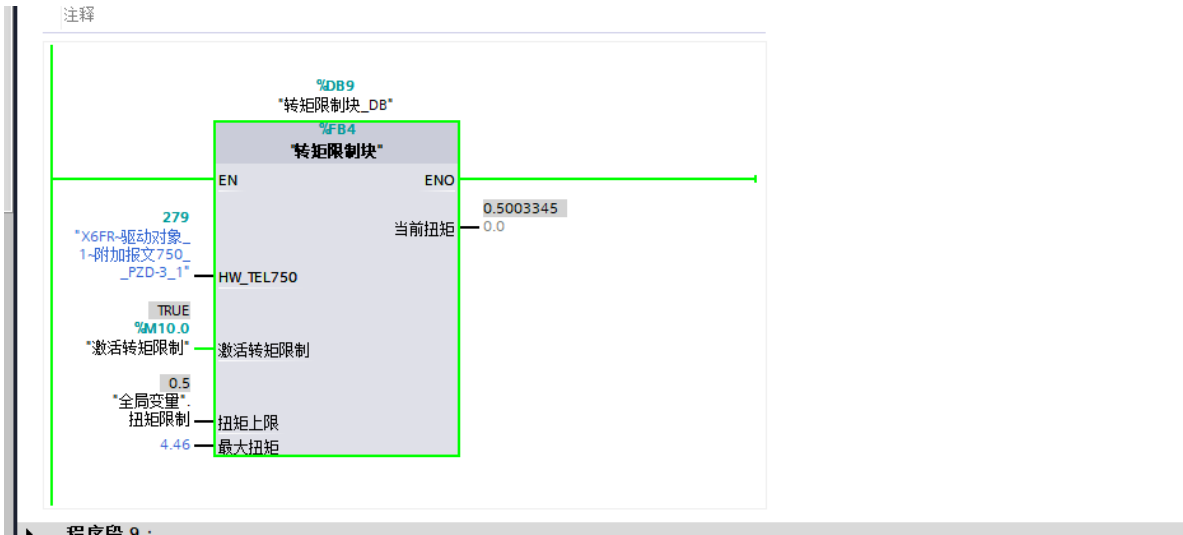 注释
%DB9
"转矩限制块_DB"
%FB4
"转矩限制块"
EN
ENO
0.5003345
当前扭矩
0.0
279
"X6FR~驱动对象_
1~附加报文750_
_PZD-3_1"
HW_TEL750
TRUE
%M10.0
"激活转矩限制"
激活转矩限制
0.5
"全局变量".
扭矩限制
扭矩上限
4.46
最大扭矩
程序段 9：